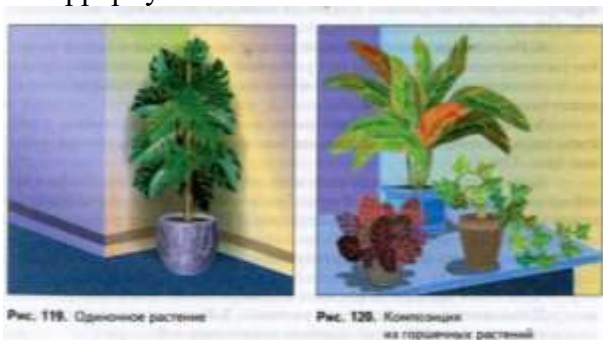 Рис. 119. Одиночное растение
Рис. 120. Композиция
из горшечных растений